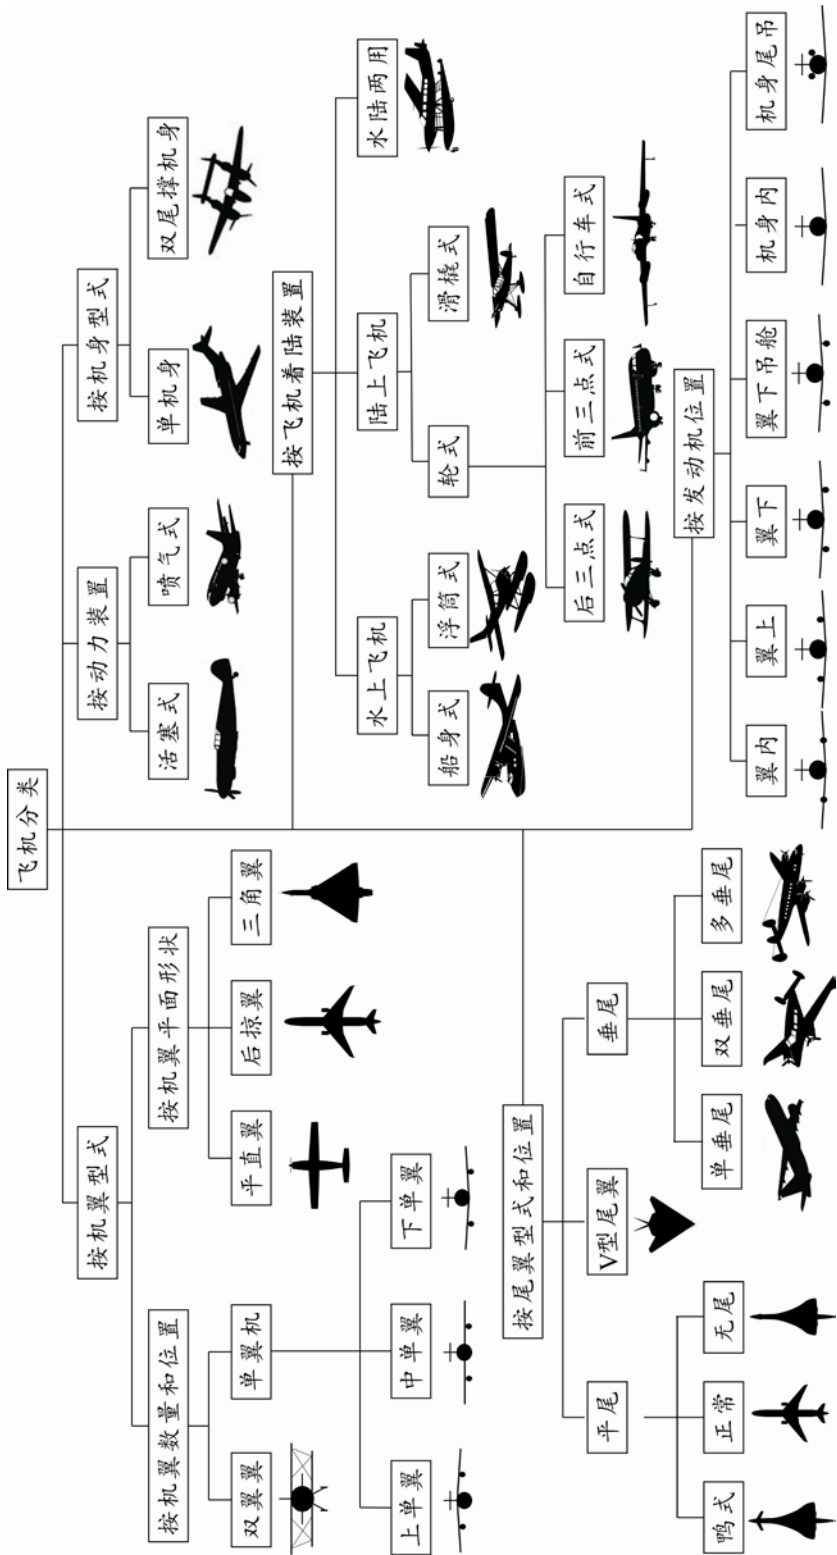 飞机分类
按机翼型式
按动力装置
按机身型式
按机翼数量和位置
按机翼平面形状
活塞式
喷气式
单机身
双尾撑机身
双翼翼
单翼机
平直翼
后掠翼
三角翼
按飞机着陆装置
上单翼
中单翼
下单翼
水上飞机
陆上飞机
水陆两用
船身式
浮筒式
轮式
滑橇式
按尾翼型式和位置
后三点式
前三点式
自行车式
平尾
V型尾翼
垂尾
按发动机位置
鸭式
正常
无尾
单垂尾
双垂尾
多垂尾
翼内
翼上
翼下
翼下吊舱
机身内
机身尾吊